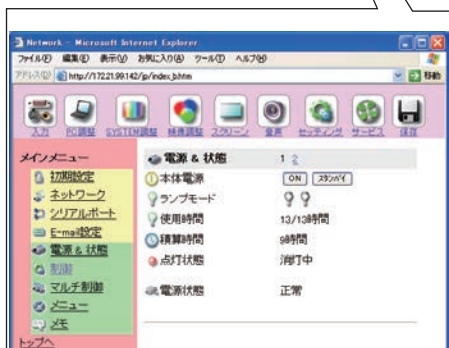 Network - Microsoft Internet Explorer
ファイル(F) 編集(E) 表示(V) お気に入り(A) ツール(T) ヘルプ(H)
アドレス(D) http://172.21.99.142/jp/index_b.htm 移動
入力 PC調整 SYSTEM調整 映像調整 スクリーン 音声 セッティング サービス 保存
メインメニュー
初期設定
ネットワーク
シリアルポート
E-mail設定
電源 & 状態
制御
マルチ制御
メニュー
メモ
トップへ
電源 & 状態 1 2
本体電源 ON スタンバイ
ランプモード
使用時間 13/13時間
積算時間 9時間
点灯状態 消灯中
電源状態 正常